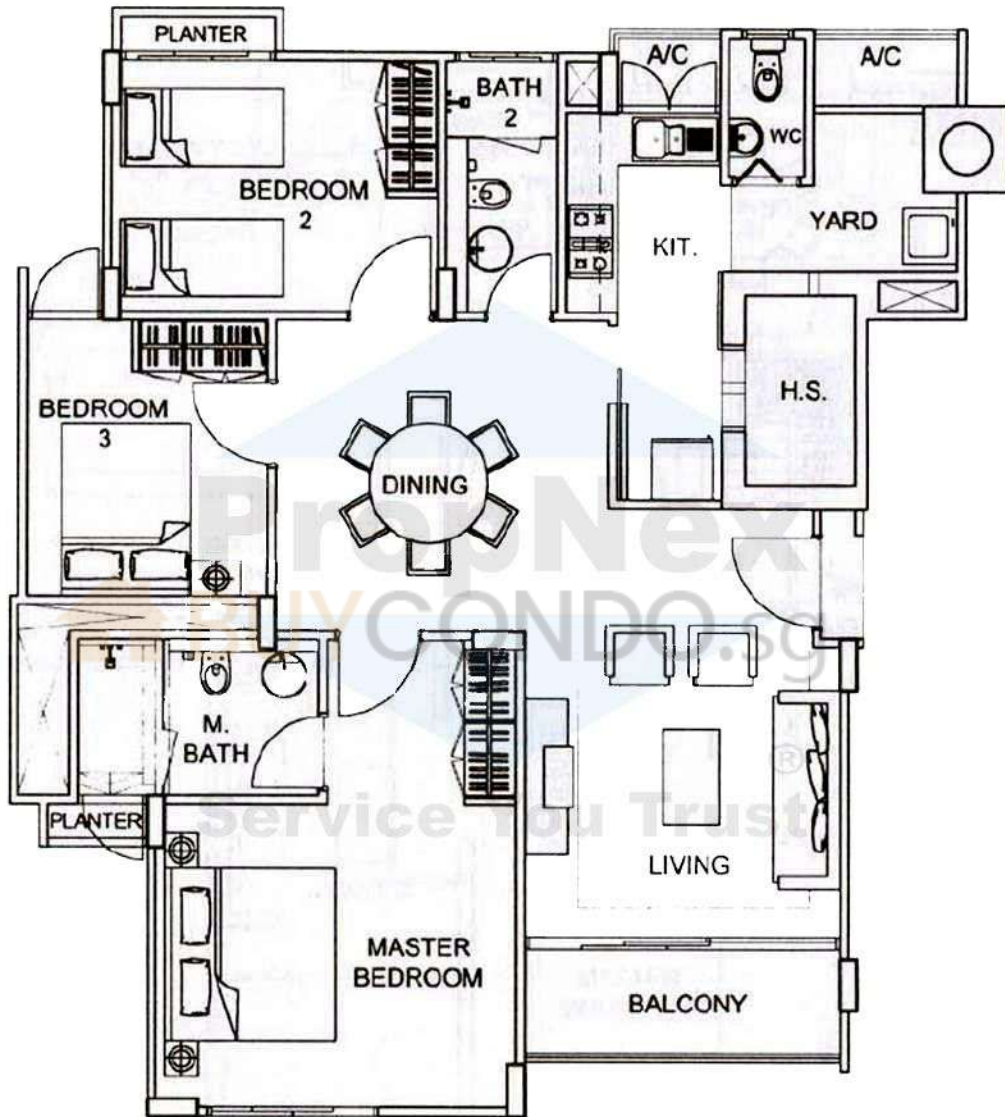 PLANTER
A/C
A/C
BATH
2
WC
BEDROOM
2
YARD
KIT.
H.S.
BEDROOM
3
DINING
PropNex
BUYCONDO.sg
M.
BATH
®
PLANTER
Service You Trust
LIVING
MASTER
BEDROOM
BALCONY